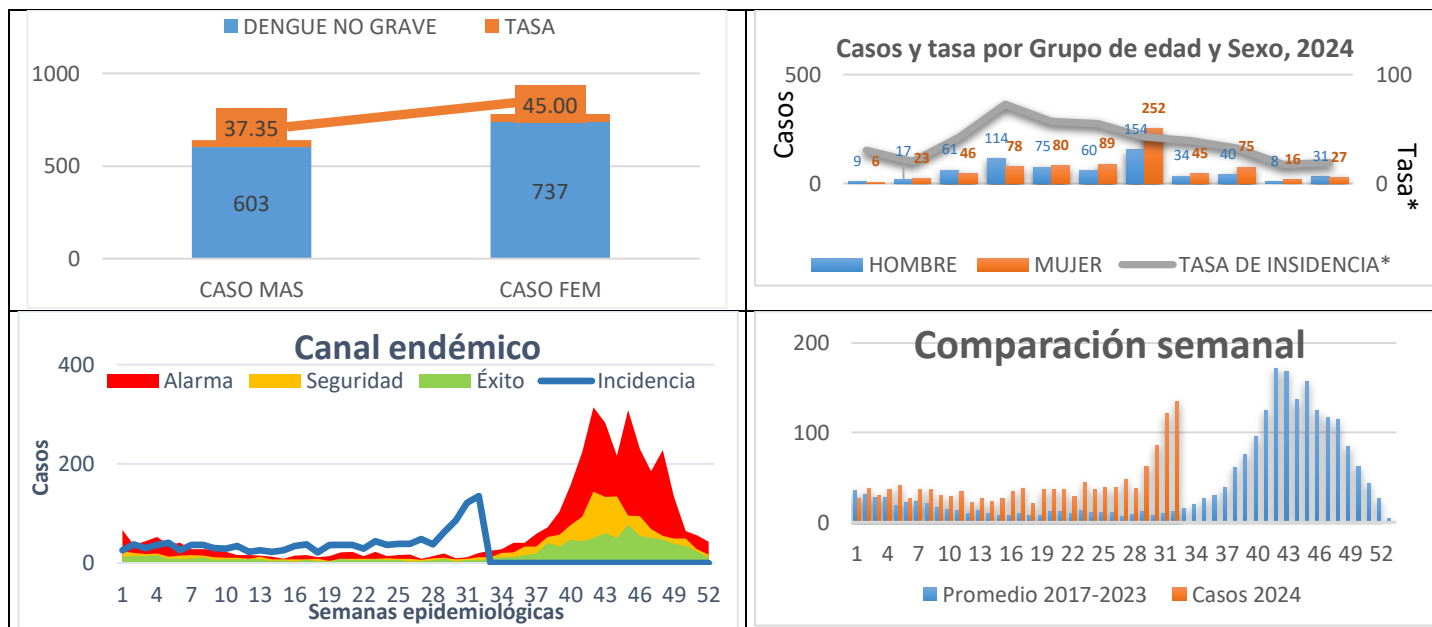 DENGUE NO GRAVE TASA
1000
500
0
37.35
45.00
603
737
CASO MAS CASO FEM
Casos y tasa por Grupo de edad y Sexo, 2024
500
0
Casos
100
0
Tasa*
9 17 61 114 75 60 154 34 40 8 31
6 23 46 78 80 89 252 45 75 16 27
HOMBRE MUJER TASA DE INSIDENCIA*
Canal endémico
Alarma Seguridad Éxito Incidencia
400
200
0
Casos
1 4 7 10 13 16 19 22 25 28 31 34 37 40 43 46 49 52
Semanas epidemiológicas
Comparación semanal
200
100
0
1 4 7 10 13 16 19 22 25 28 31 34 37 40 43 46 49 52
Promedio 2017-2023 Casos 2024